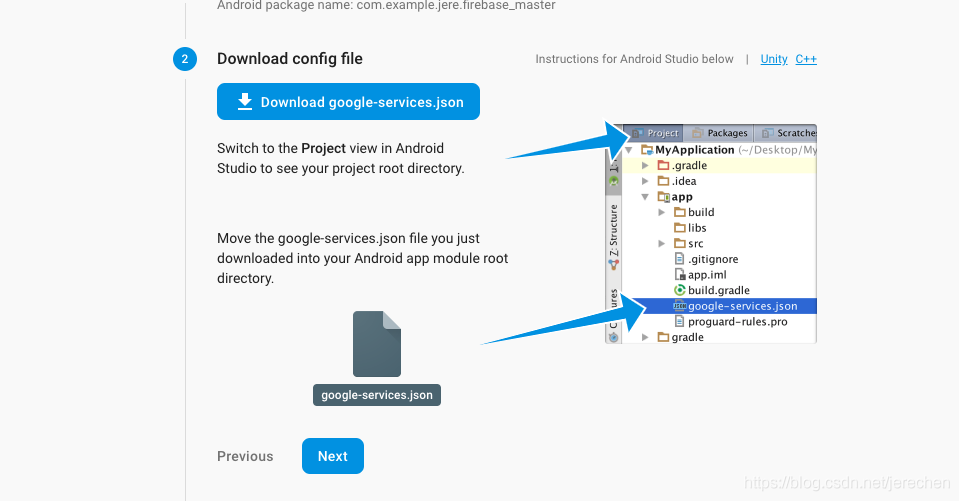 Android package name: com.example.jere.firebase_master
2 Download config file
Instructions for Android Studio below | Unity C++
Download google-services.json
Switch to the Project view in Android
Studio to see your project root directory.
Move the google-services.json file you just
downloaded into your Android app module root
directory.
google-services.json
Project Packages Scratches
MyApplication (~/Desktop/My
.gradle
.idea
app
build
libs
src
.gitignore
app.iml
build.gradle
google-services.json
proguard-rules.pro
gradle
Z: Structure
Previous Next
https://blog.csdn.net/jerechen